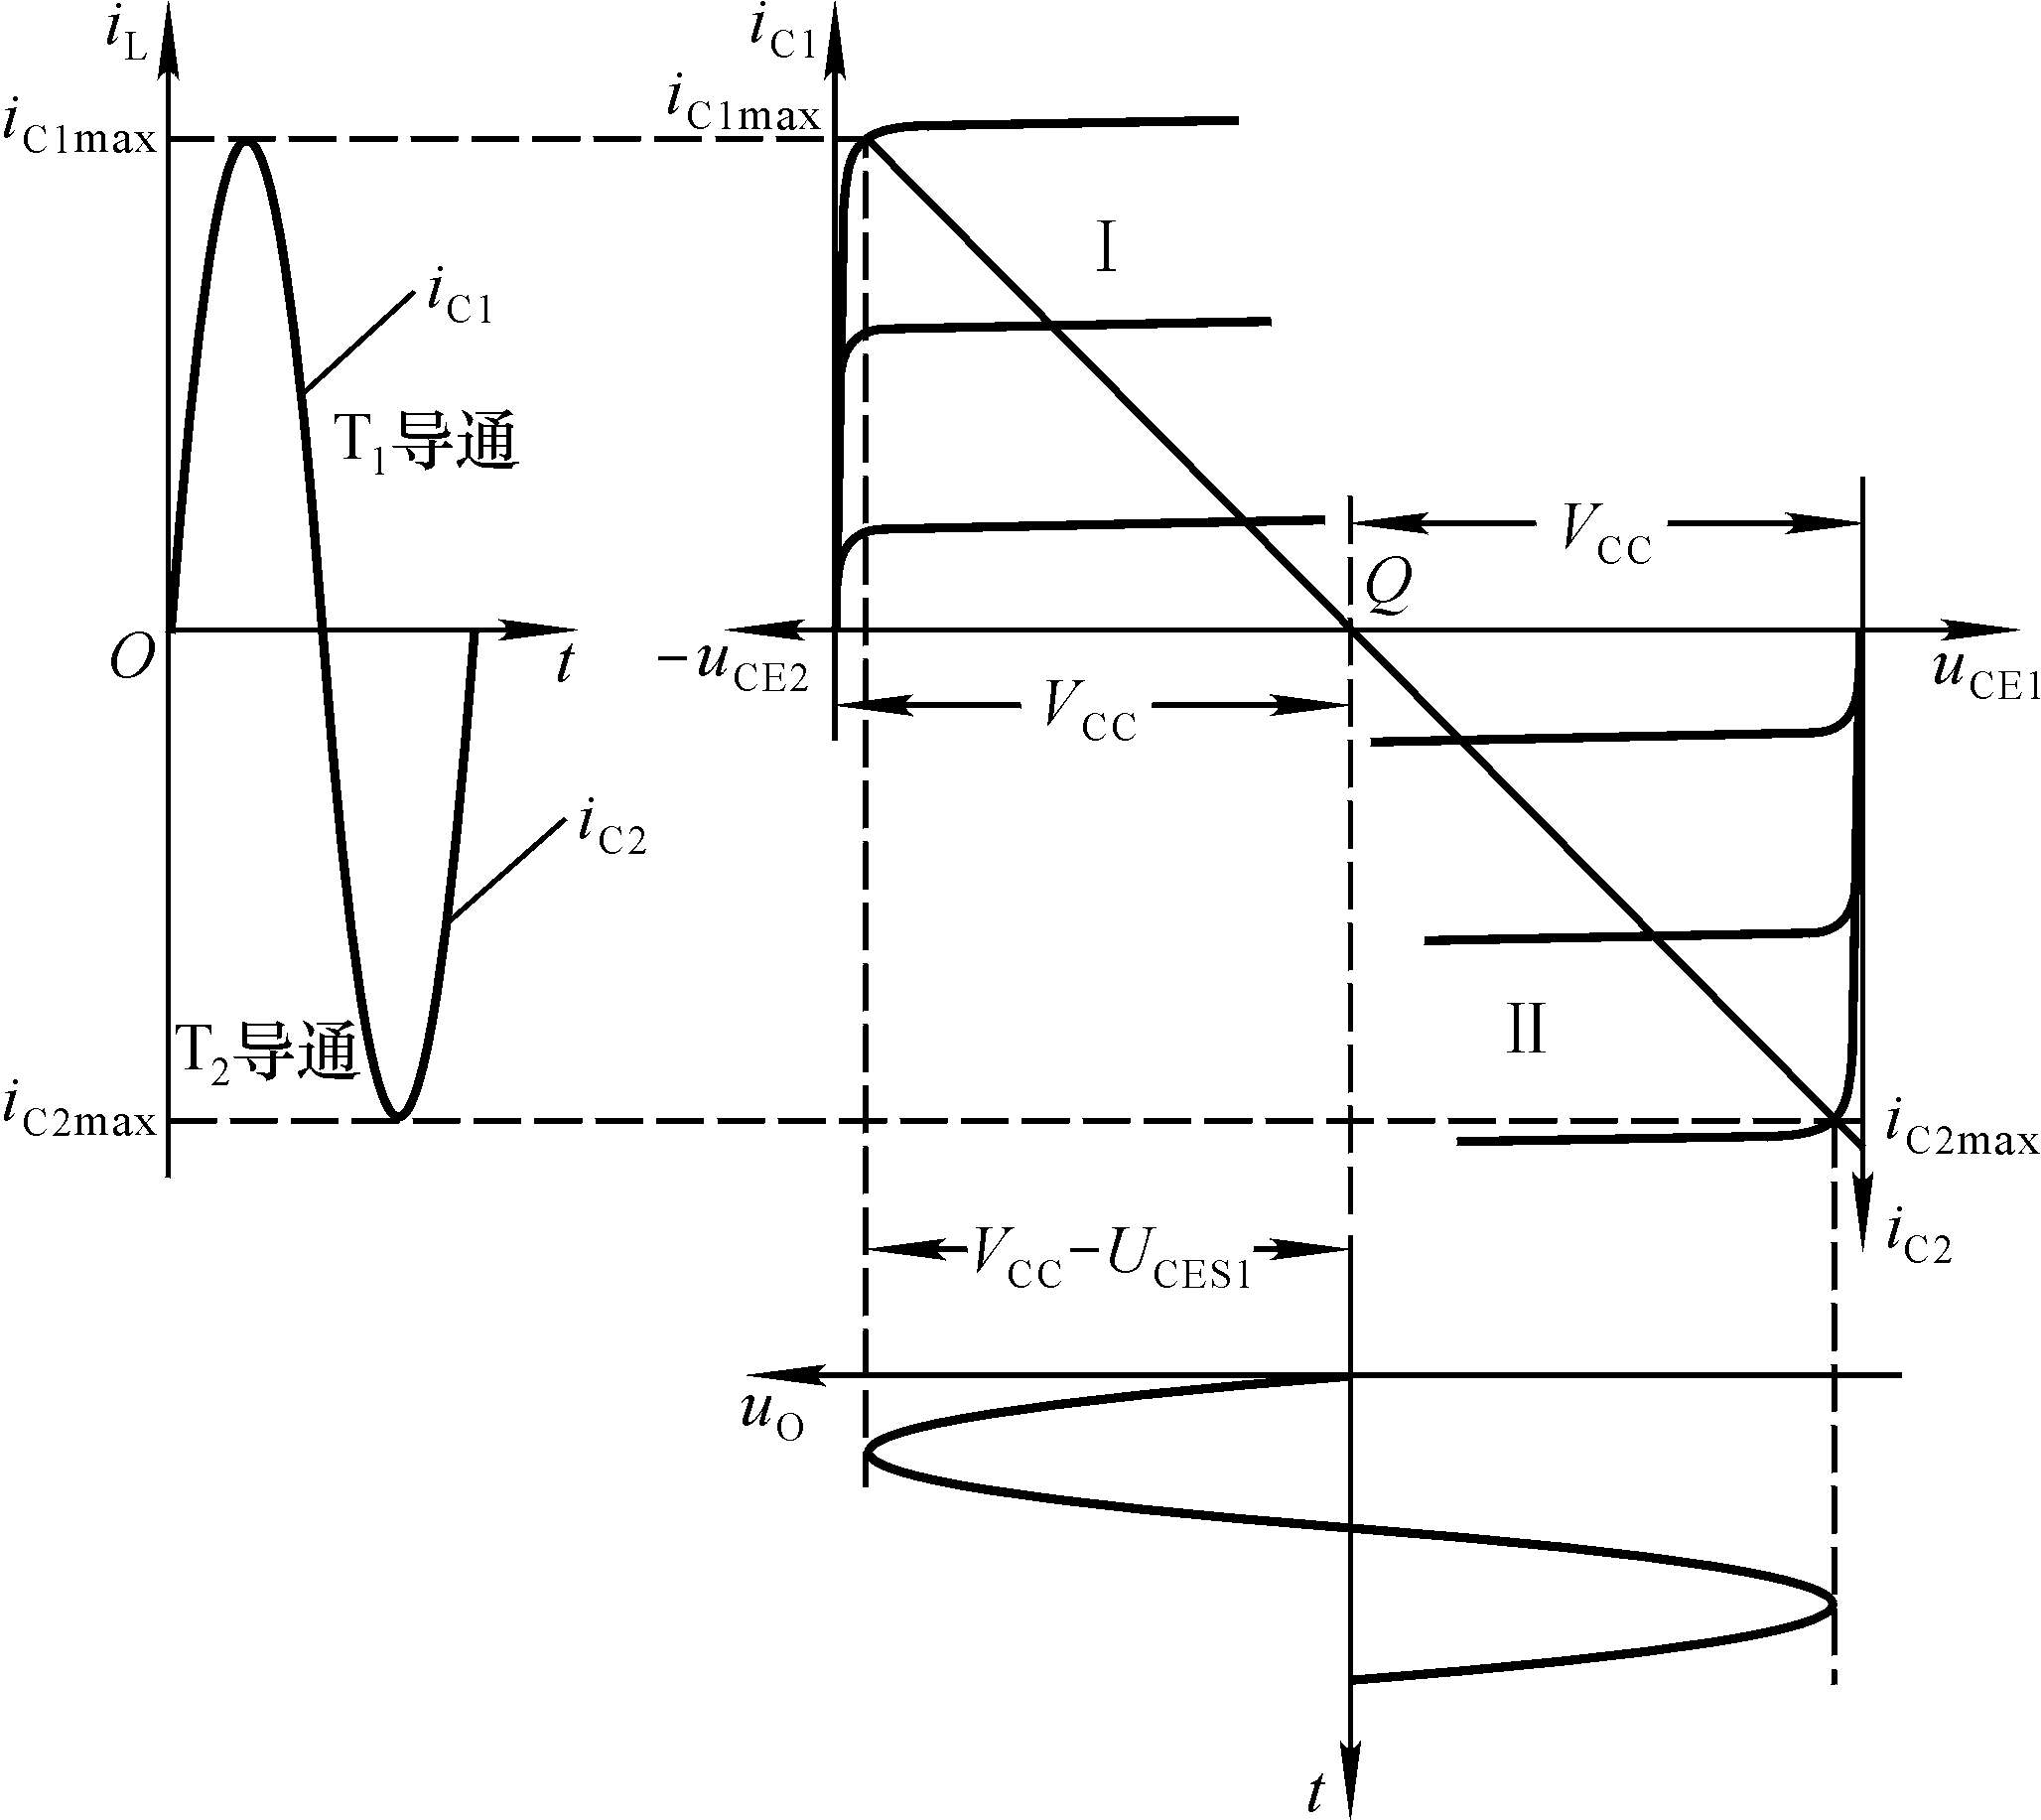 iL
iC1
iC1max
iC1max
I
iC1
T1导通
VCC
Q
O
t
−uCE2
uCE1
VCC
iC2
II
T2导通
iC2max
iC2max
iC2
VCC−UCES1
uO
t